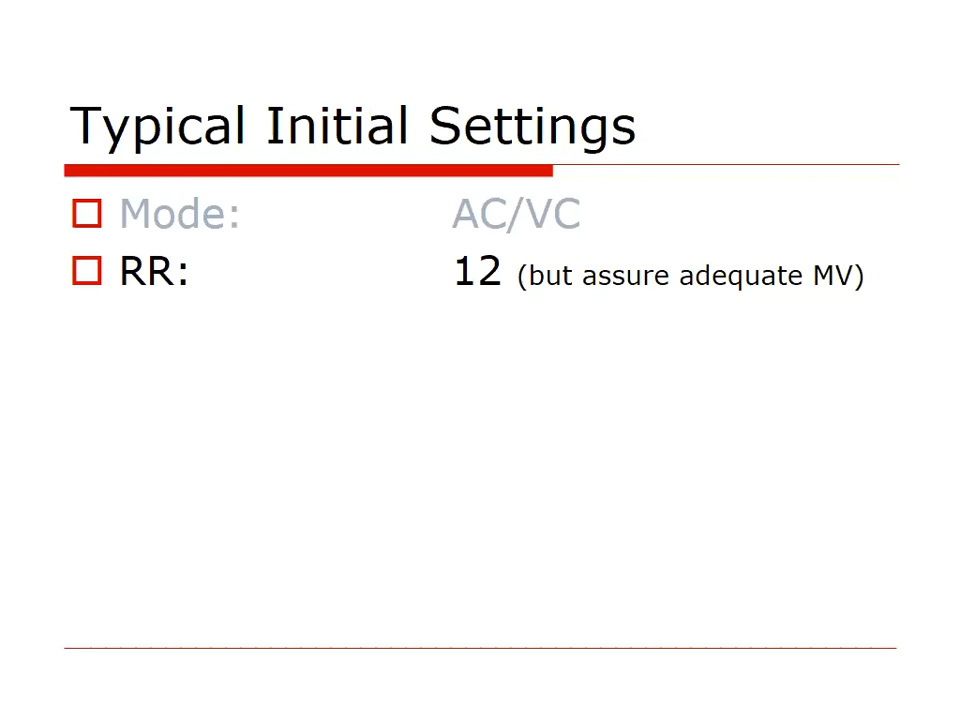 Typical Initial Settings
Mode: AC/VC
RR: 12 (but assure adequate MV)